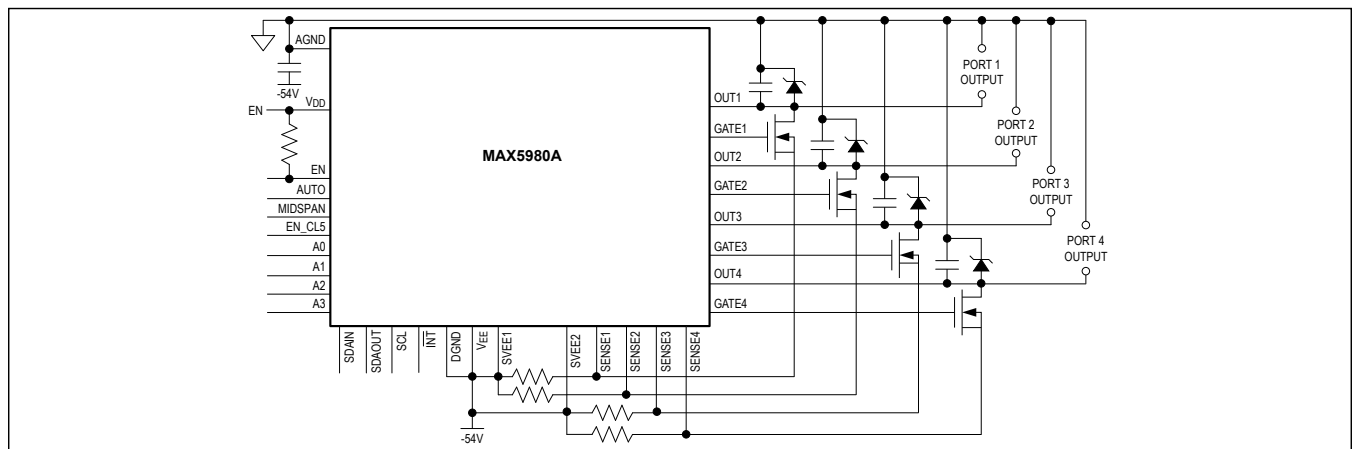 AGND
-54V
EN
VDD
EN
AUTO
MIDSPAN
EN_CL5
A0
A1
A2
A3
MAX5980A
OUT1
GATE1
OUT2
GATE2
OUT3
GATE3
OUT4
GATE4
PORT 1
OUTPUT
PORT 2
OUTPUT
PORT 3
OUTPUT
PORT 4
OUTPUT
SDAIN
SDAOUT
SCL
INT
DGND
VEE
SVEE1
SVEE2
SENSE1
SENSE2
SENSE3
SENSE4
-54V